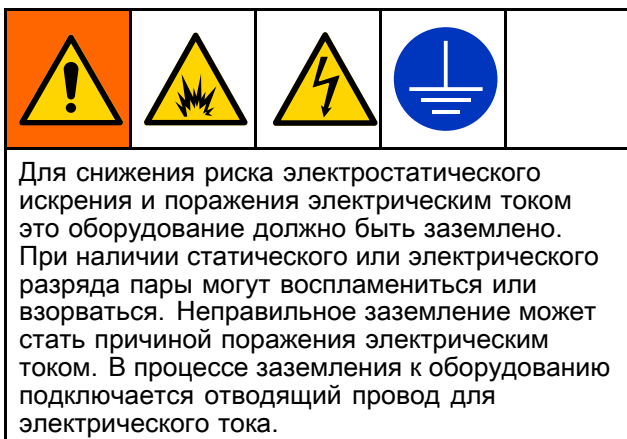 Для снижения риска электростатического
искрения и поражения электрическим током
это оборудование должно быть заземлено.
При наличии статического или электрического
разряда пары могут воспламениться или
взорваться. Неправильное заземление может
стать причиной поражения электрическим
током. В процессе заземления к оборудованию
подключается отводящий провод для
электрического тока.